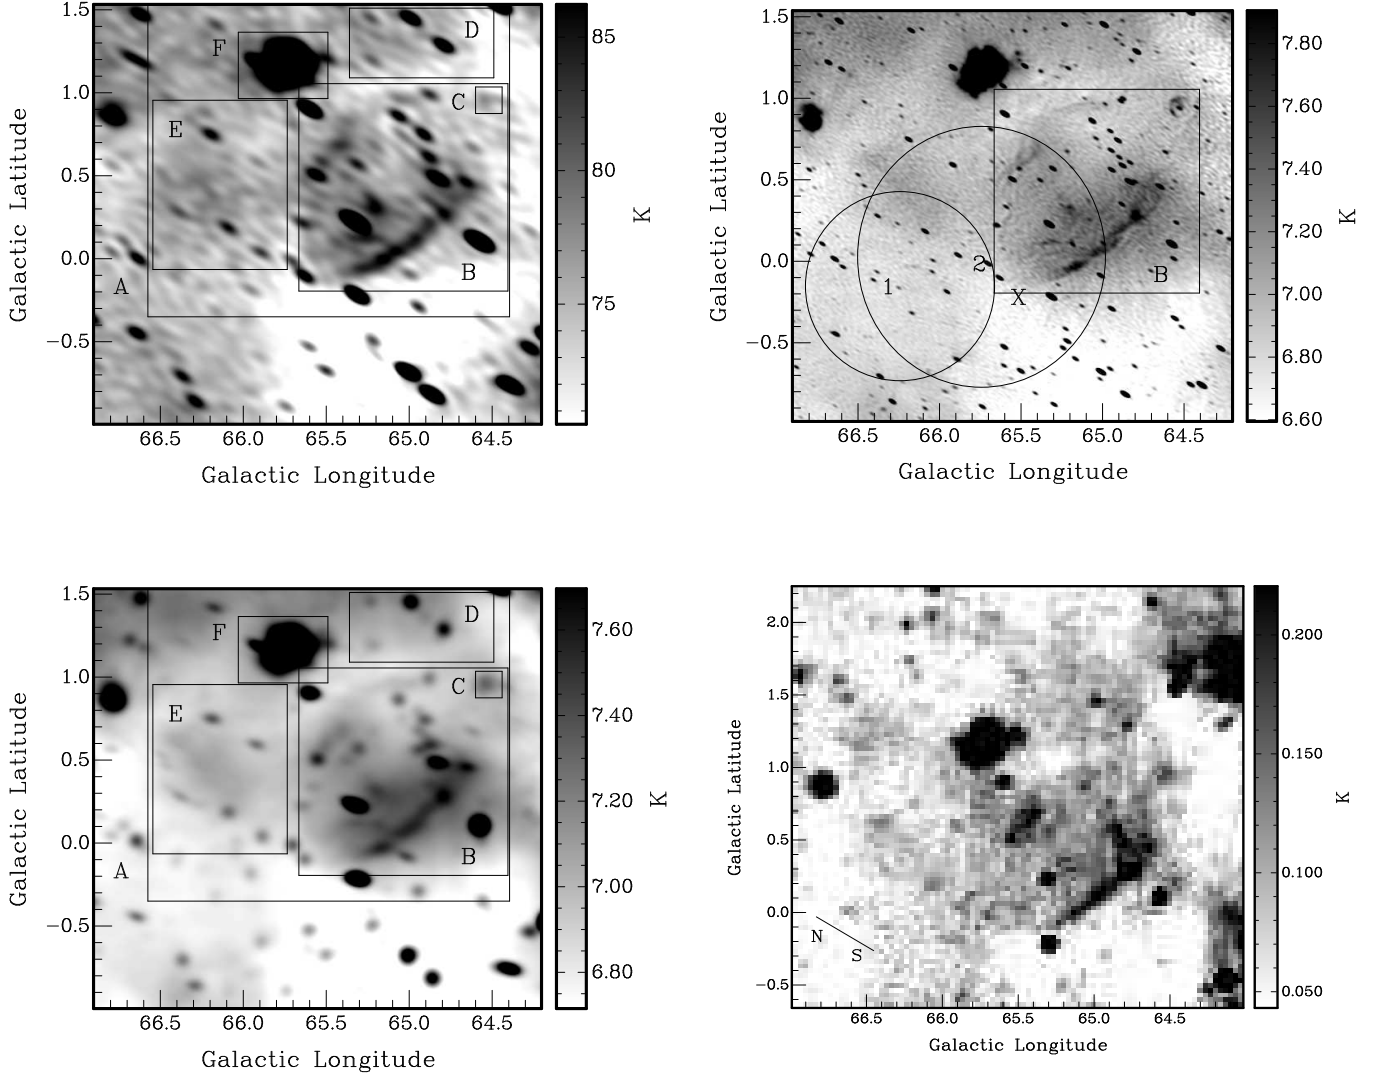 1.5
1.0
0.5
0.0
−0.5
Galactic Latitude
66.5 66.0 65.5 65.0 64.5
Galactic Longitude
A
B
C
D
E
F
85
80
75
K
1.5
1.0
0.5
0.0
−0.5
Galactic Latitude
66.5 66.0 65.5 65.0 64.5
Galactic Longitude
1
2
X
B
7.80
7.60
7.40
7.20
7.00
6.80
6.60
K
1.5
1.0
0.5
0.0
−0.5
Galactic Latitude
66.5 66.0 65.5 65.0 64.5
Galactic Longitude
A
B
C
D
E
F
7.60
7.40
7.20
7.00
6.80
K
2.0
1.5
1.0
0.5
0.0
−0.5
Galactic Latitude
66.5 66.0 65.5 65.0 64.5
Galactic Longitude
N
S
0.200
0.150
0.100
0.050
K